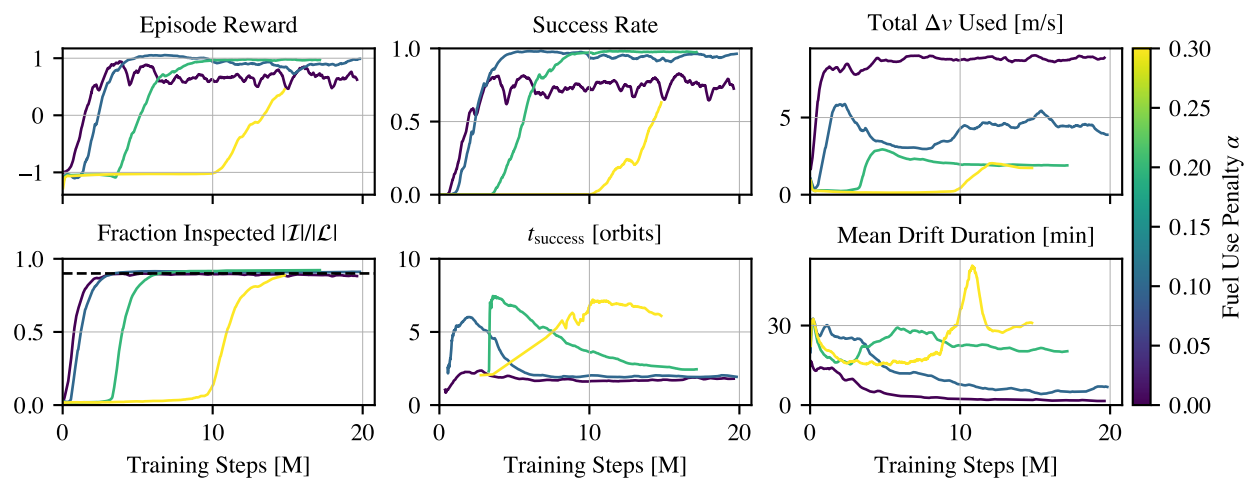 Episode Reward
1
0
−1
Success Rate
1.0
0.5
0.0
Total Δv Used [m/s]
5
0
Fraction Inspected |ℐ|/|ℒ|
1.0
0.5
0.0
0 10 20
Training Steps [M]
t_success [orbits]
10
5
0
0 10 20
Training Steps [M]
Mean Drift Duration [min]
30
0
0 10 20
Training Steps [M]
0.30
0.25
0.20
0.15
0.10
0.05
0.00
Fuel Use Penalty α